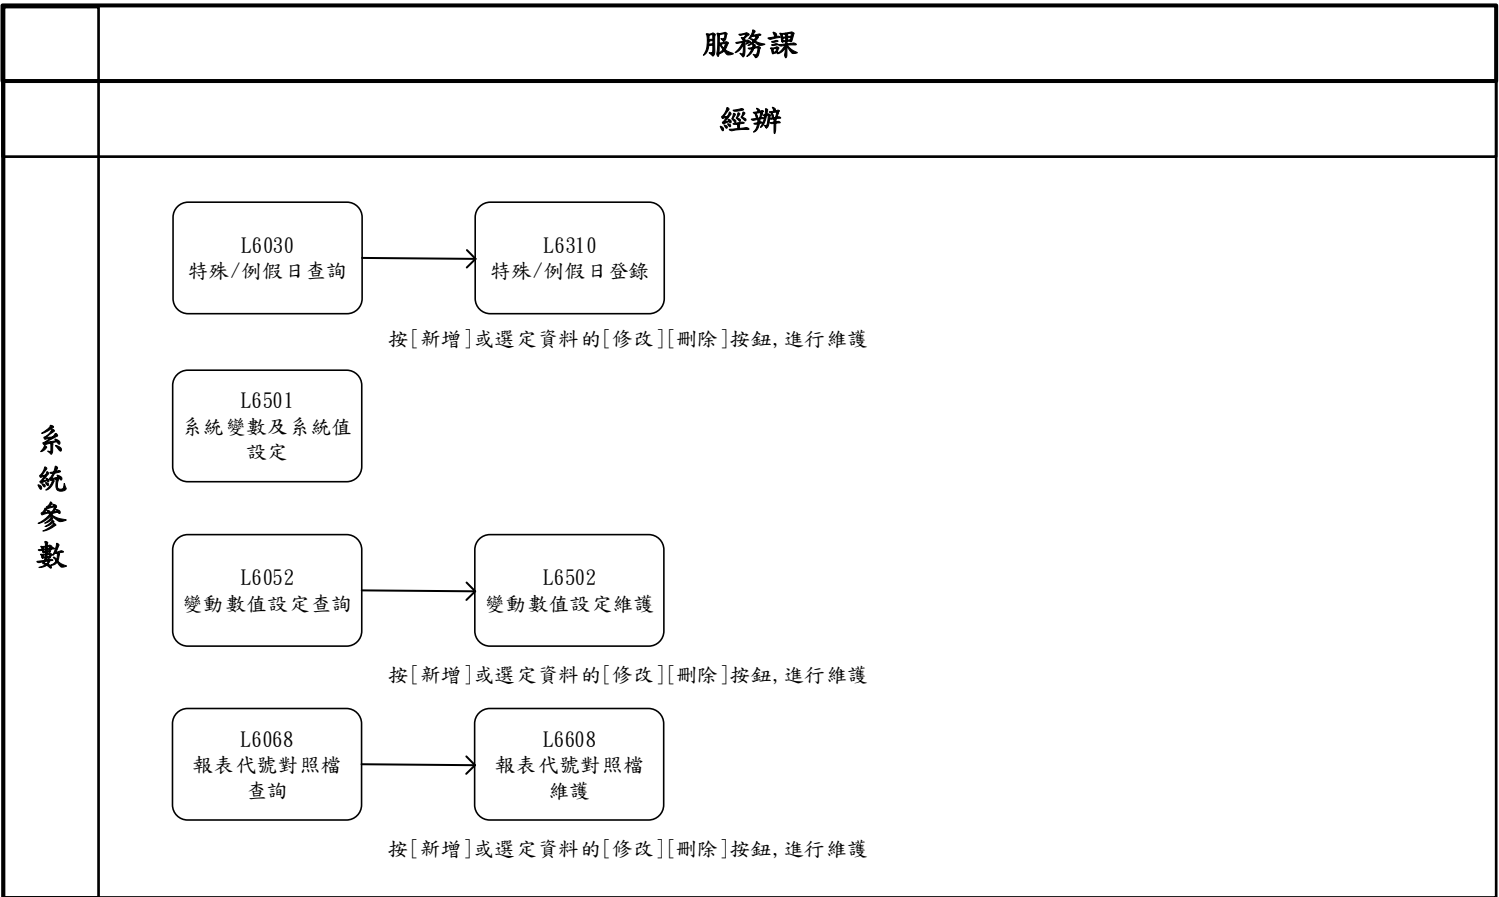 服務課
經辦
系統參數
L6030
特殊/例假日查詢
L6310
特殊/例假日登錄
按[新增]或選定資料的[修改][刪除]按鈕,進行維護
L6501
系統變數及系統值
設定
L6052
變動數值設定查詢
L6502
變動數值設定維護
按[新增]或選定資料的[修改][刪除]按鈕,進行維護
L6068
報表代號對照檔
查詢
L6608
報表代號對照檔
維護
按[新增]或選定資料的[修改][刪除]按鈕,進行維護